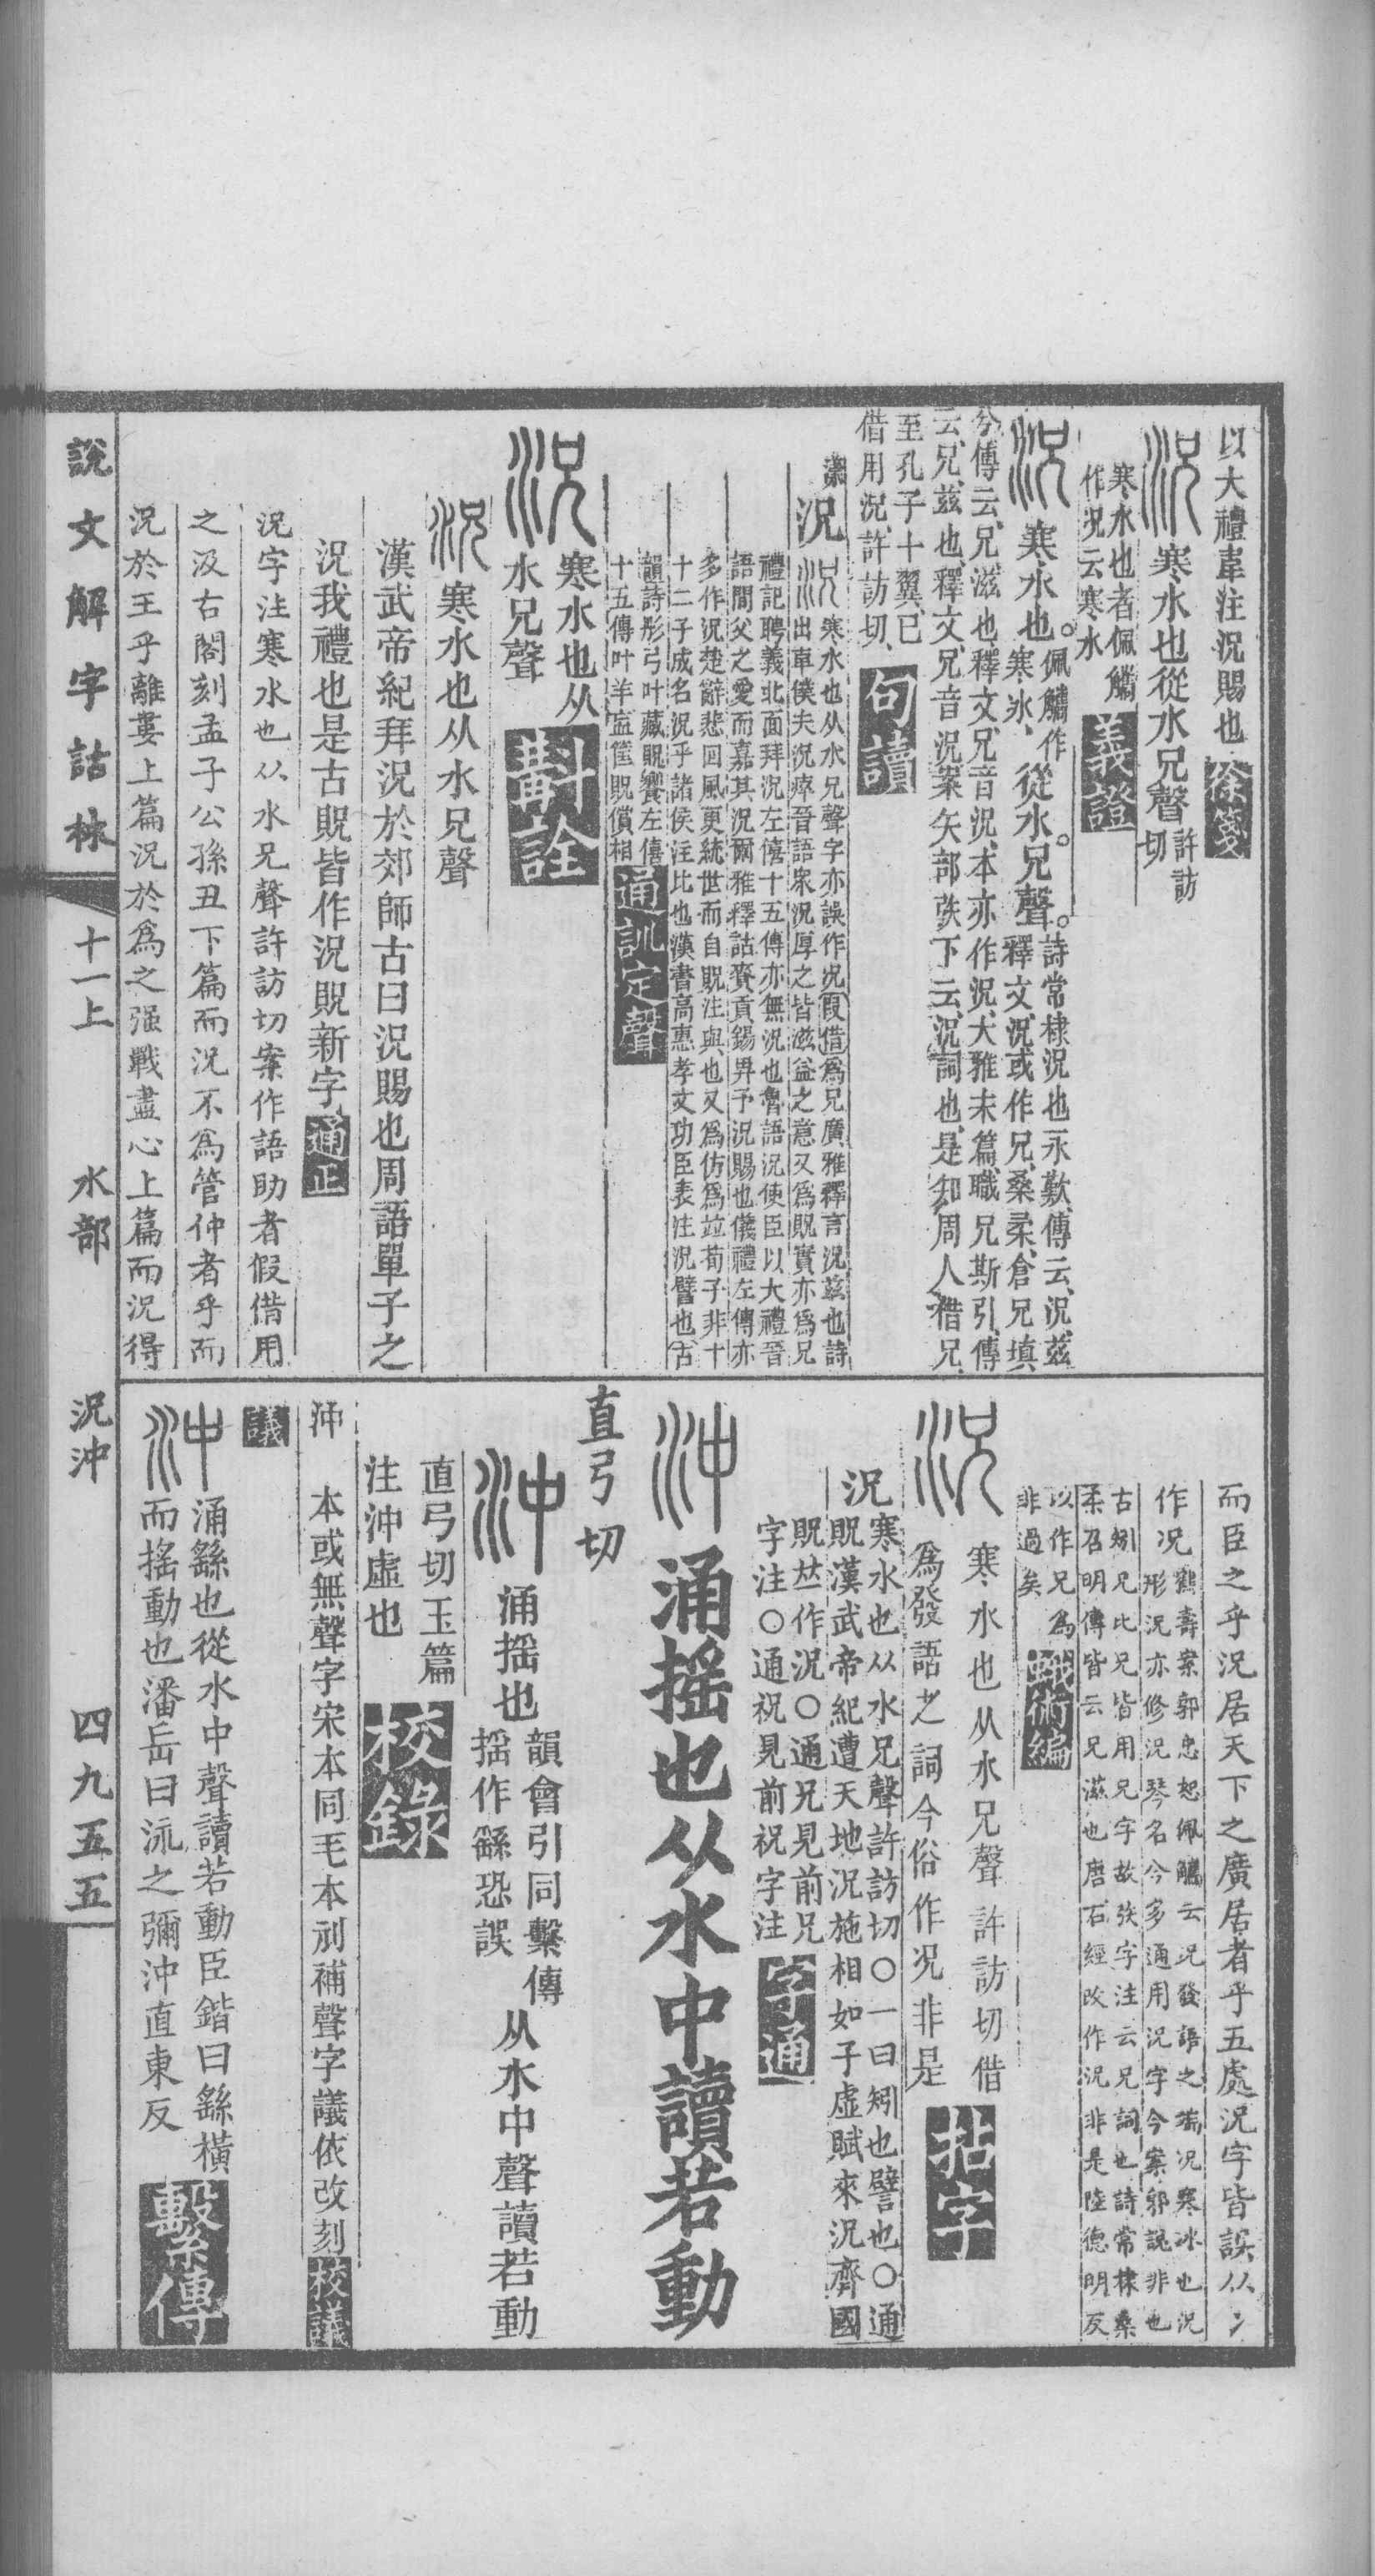 以大禮韋注況賜也徐箋
況寒水也從水兄聲許訪切
寒水也者佩觿
作況云寒水義證
況寒水也。佩觿作寒冰、從水。兄聲。詩常棣況也永歎、傳云、況、茲
釋文、況或作兄、桑柔、倉兄填
兮傳云、兄、滋也、釋文、兄音況、本亦作況、大雅末篇、職兄斯引、傳
云、兄、茲也、釋文、兄音況、案矢部矤下云、況詞也、是知周人借兄、
至孔子十翼、已
借用況、許訪切、句讀
況寒水也从水兄聲字亦誤作况叚借爲兄廣雅釋言況茲也詩
出車僕夫況瘁晉語衆況厚之皆滋益之意又爲貺實亦爲兄
禮記聘義北面拜況左僖十五傳亦無況也魯語況使臣以大禮晉
語閒父之愛而嘉其況爾雅釋詁賚貢錫畀予況賜也儀禮左傳亦
多作況楚辭悲回風更統世而自貺注與也又爲仿爲竝荀子非十
十二子成名況乎諸侯注比也漢書高惠孝文功臣表注況譬也古
韻詩彤弓叶藏貺饗左僖
十五傳叶羊衁筐貺償相通訓定聲
況寒水也从
水兄聲斠詮
況寒水也从水兄聲
漢武帝紀拜況於郊師古曰況賜也周語單子之
況我禮也是古貺皆作況貺新字通正
況字注寒水也从水兄聲許訪切案作語助者假借用
之汲古閣刻孟子公孫丑下篇而況不爲管仲者乎而
況於王乎離婁上篇況於爲之强戰盡心上篇而況得
而臣之乎況居天下之廣居者乎五處況字皆誤从冫
作况鶴壽案郭忠恕佩觿云況發語之端况寒冰也況
形況亦修況琴名今多通用況字今案郭説非也
古矧兄比兄皆用兄字故矤字注云兄詞也詩常棣桑
柔召明傳皆云兄滋也唐石經改作況非是陸德明反
以作兄爲
非過矣蛾術編
況寒水也从水兄聲許訪切借
爲發語之詞今俗作况非是拈字
況寒水也从水兄聲許訪切○一曰矧也譬也○通
貺漢武帝紀遭天地況施相如子虛賦來況齊國
貺𠀤作況○通兄見前兄
字注○通祝見前祝字注字通
沖涌搖也从水中讀若動
直弓切
沖涌搖也韻會引同繫傳
搖作繇恐誤从水中聲讀若動
直弓切玉篇
注沖虛也校錄
沖本或無聲字宋本同毛本刓補聲字議依改刻校議
議
沖涌繇也從水中聲讀若動臣鍇曰繇橫
而搖動也潘岳曰泳之彌沖直東反繫傳
說文解字詁林 十一上 水部 況沖 四九五五